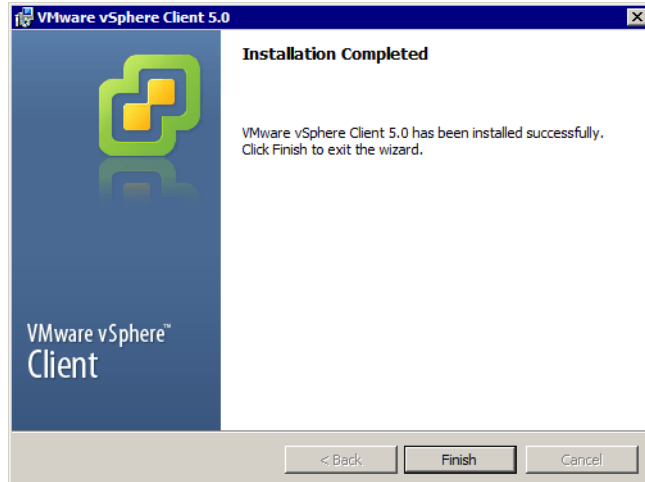 VMware vSphere Client 5.0
Installation Completed
VMware vSphere Client 5.0 has been installed successfully.
Click Finish to exit the wizard.
VMware vSphere™
Client
< Back
Finish
Cancel